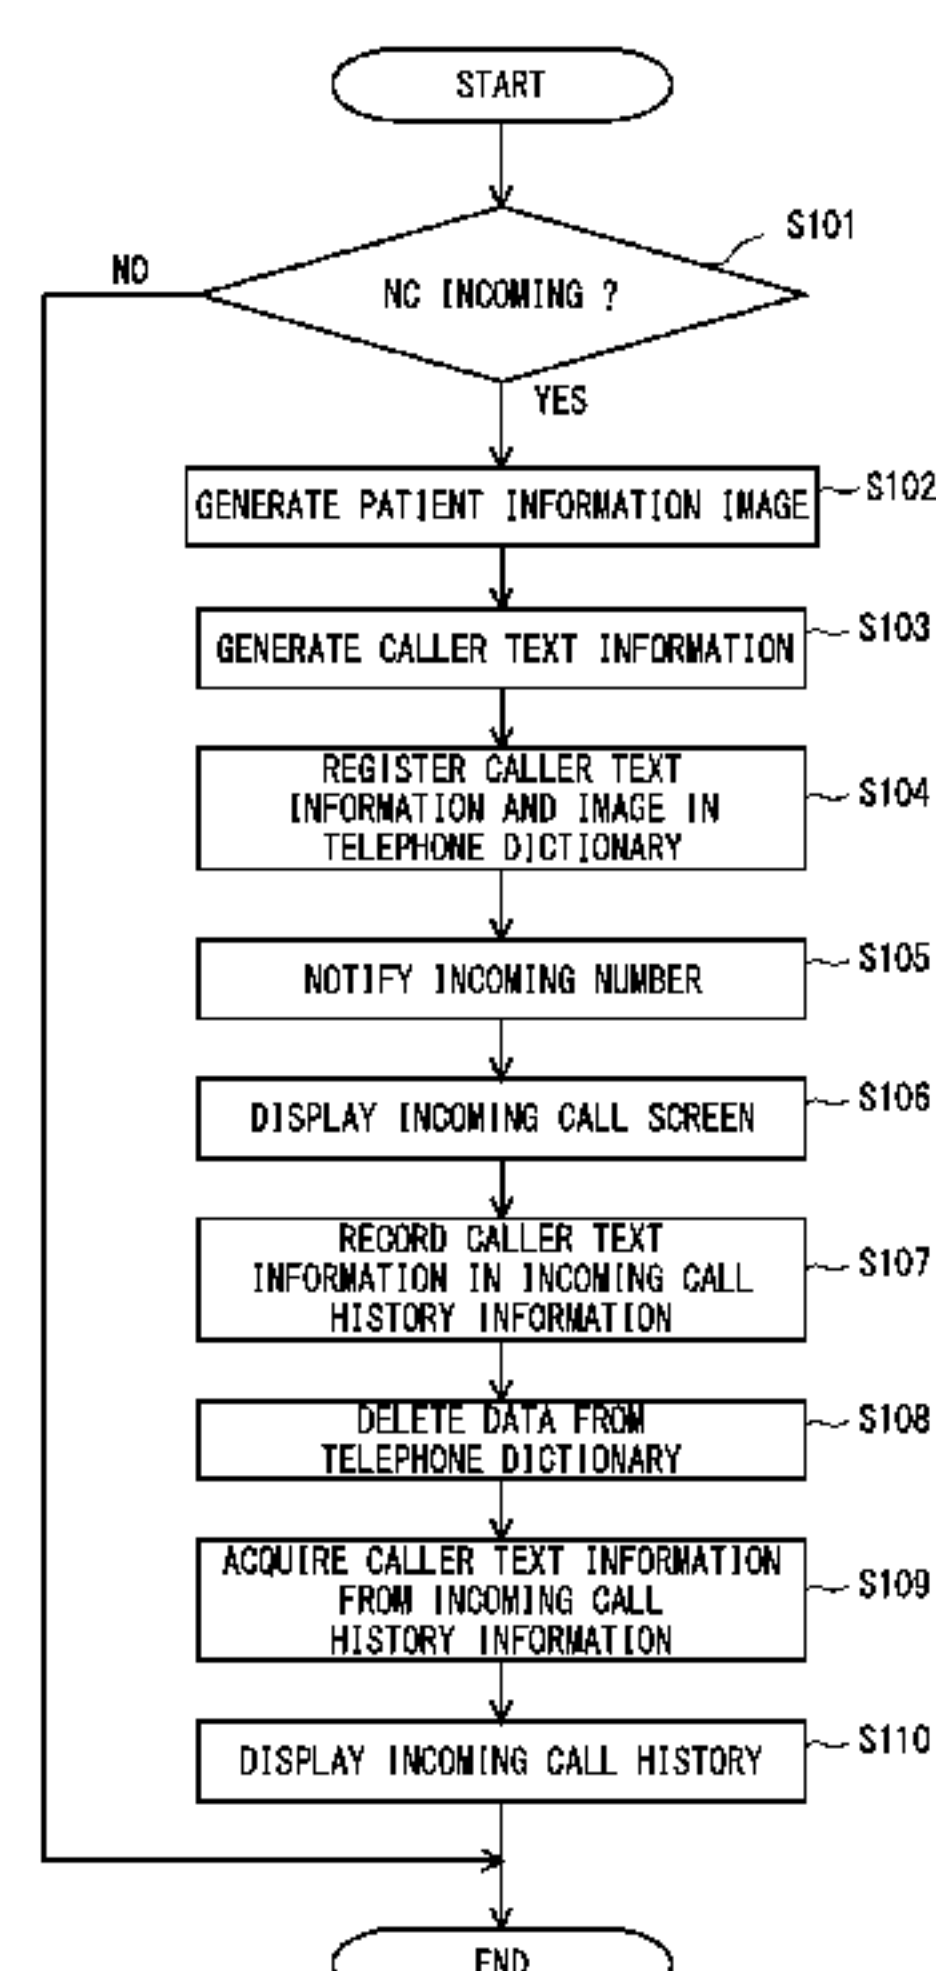 START
S101
NO
NC INCOMING ?
YES
GENERATE PATIENT INFORMATION IMAGE
S102
GENERATE CALLER TEXT INFORMATION
S103
REGISTER CALLER TEXT
INFORMATION AND IMAGE IN
TELEPHONE DICTIONARY
S104
NOTIFY INCOMING NUMBER
S105
DISPLAY INCOMING CALL SCREEN
S106
RECORD CALLER TEXT
INFORMATION IN INCOMING CALL
HISTORY INFORMATION
S107
DELETE DATA FROM
TELEPHONE DICTIONARY
S108
ACQUIRE CALLER TEXT INFORMATION
FROM INCOMING CALL
HISTORY INFORMATION
S109
DISPLAY INCOMING CALL HISTORY
S110
END